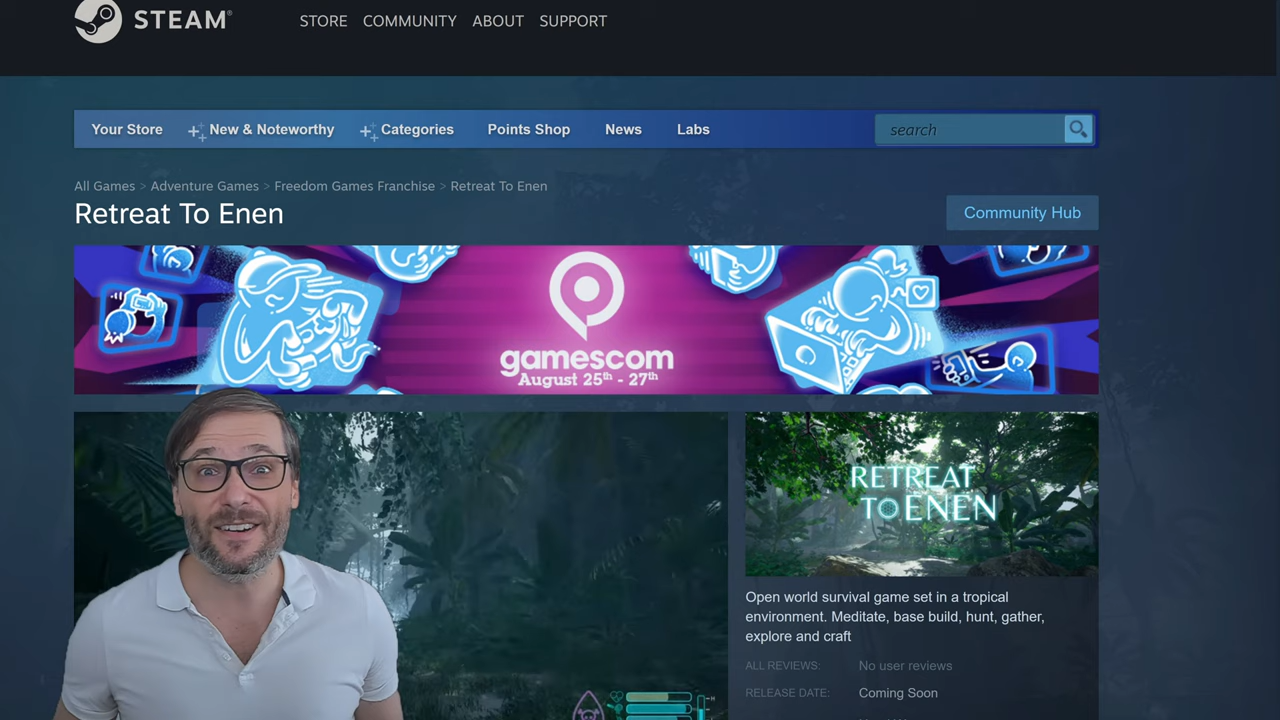 STEAM®
STORE COMMUNITY ABOUT SUPPORT
Your Store New & Noteworthy Categories Points Shop News Labs search
All Games > Adventure Games > Freedom Games Franchise > Retreat To Enen
Retreat To Enen
Community Hub
gamescom
August 25th - 27th
RETREAT
TO ENEN
Open world survival game set in a tropical
environment. Meditate, base build, hunt, gather,
explore and craft
ALL REVIEWS: No user reviews
RELEASE DATE: Coming Soon